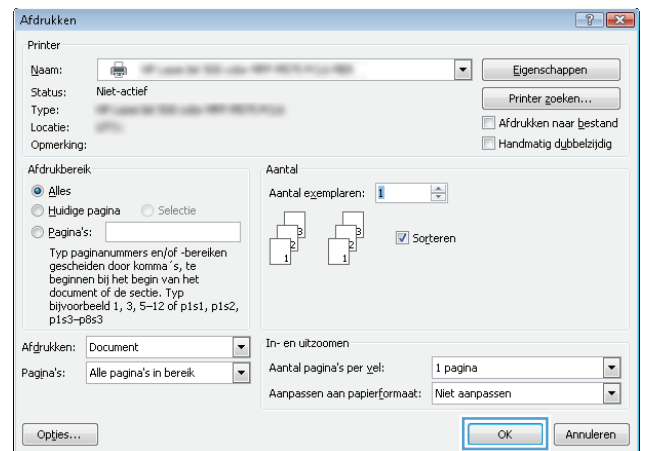 Afdrukken
Printer
Naam:
Eigenschappen
Status: Niet-actief
Printer zoeken...
Type:
Locatie:
Afdrukken naar bestand
Opmerking:
Handmatig dubbelzijdig
Afdrukbereik
Alles
Huidige pagina Selectie
Pagina's:
Typ paginanummers en/of -bereiken
gescheiden door komma´s, te
beginnen bij het begin van het
document of de sectie. Typ
bijvoorbeeld 1, 3, 5–12 of p1s1, p1s2,
p1s3–p8s3
Aantal
Aantal exemplaren: 1
3 3
2 2
1 1
Sorteren
Afdrukken: Document
Pagina's: Alle pagina's in bereik
In- en uitzoomen
Aantal pagina's per vel: 1 pagina
Aanpassen aan papierformaat: Niet aanpassen
Opties...
OK Annuleren